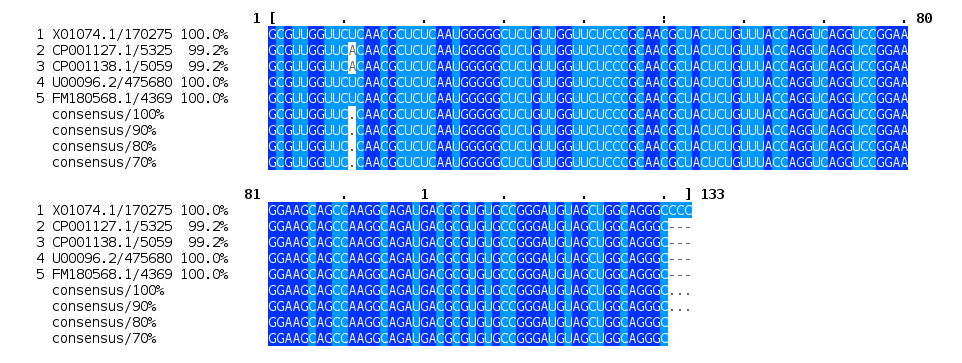 1 [ . . . : . . 80
1 X01074.1/170275 100.0% GCGUUGGUUCUCAACGCUCUCAAUGGGGGCUCUGUUGGUUCUCCCGCAACGCUACUCUGUUUACCAGGUCAGGUCCGGAA
2 CP001127.1/5325 99.2% GCGUUGGUUCACAACGCUCUCAAUGGGGGCUCUGUUGGUUCUCCCGCAACGCUACUCUGUUUACCAGGUCAGGUCCGGAA
3 CP001138.1/5059 99.2% GCGUUGGUUCACAACGCUCUCAAUGGGGGCUCUGUUGGUUCUCCCGCAACGCUACUCUGUUUACCAGGUCAGGUCCGGAA
4 U00096.2/475680 100.0% GCGUUGGUUCUCAACGCUCUCAAUGGGGGCUCUGUUGGUUCUCCCGCAACGCUACUCUGUUUACCAGGUCAGGUCCGGAA
5 FM180568.1/4369 100.0% GCGUUGGUUCUCAACGCUCUCAAUGGGGGCUCUGUUGGUUCUCCCGCAACGCUACUCUGUUUACCAGGUCAGGUCCGGAA
consensus/100% GCGUUGGUUC.CAACGCUCUCAAUGGGGGCUCUGUUGGUUCUCCCGCAACGCUACUCUGUUUACCAGGUCAGGUCCGGAA
consensus/90% GCGUUGGUUC.CAACGCUCUCAAUGGGGGCUCUGUUGGUUCUCCCGCAACGCUACUCUGUUUACCAGGUCAGGUCCGGAA
consensus/80% GCGUUGGUUC.CAACGCUCUCAAUGGGGGCUCUGUUGGUUCUCCCGCAACGCUACUCUGUUUACCAGGUCAGGUCCGGAA
consensus/70% GCGUUGGUUC.CAACGCUCUCAAUGGGGGCUCUGUUGGUUCUCCCGCAACGCUACUCUGUUUACCAGGUCAGGUCCGGAA
81 . 1 . . ] 133
1 X01074.1/170275 100.0% GGAAGCAGCCAAGGCAGAUGACGCGUGUGCCGGGAUGUAGCUGGCAGGGCCCC
2 CP001127.1/5325 99.2% GGAAGCAGCCAAGGCAGAUGACGCGUGUGCCGGGAUGUAGCUGGCAGGGC---
3 CP001138.1/5059 99.2% GGAAGCAGCCAAGGCAGAUGACGCGUGUGCCGGGAUGUAGCUGGCAGGGC---
4 U00096.2/475680 100.0% GGAAGCAGCCAAGGCAGAUGACGCGUGUGCCGGGAUGUAGCUGGCAGGGC---
5 FM180568.1/4369 100.0% GGAAGCAGCCAAGGCAGAUGACGCGUGUGCCGGGAUGUAGCUGGCAGGGC---
consensus/100% GGAAGCAGCCAAGGCAGAUGACGCGUGUGCCGGGAUGUAGCUGGCAGGGC...
consensus/90% GGAAGCAGCCAAGGCAGAUGACGCGUGUGCCGGGAUGUAGCUGGCAGGGC...
consensus/80% GGAAGCAGCCAAGGCAGAUGACGCGUGUGCCGGGAUGUAGCUGGCAGGGC
consensus/70% GGAAGCAGCCAAGGCAGAUGACGCGUGUGCCGGGAUGUAGCUGGCAGGGC